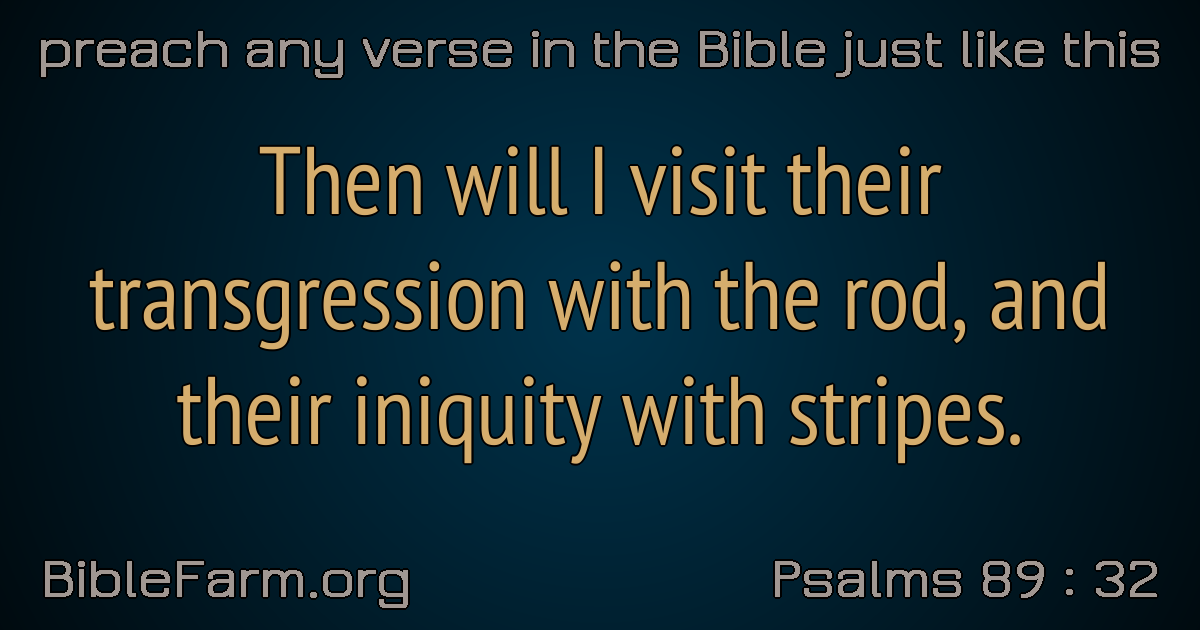 preach any verse in the Bible just like this
Then will I visit their
transgression with the rod, and
their iniquity with stripes.
BibleFarm.org
Psalms 89 : 32